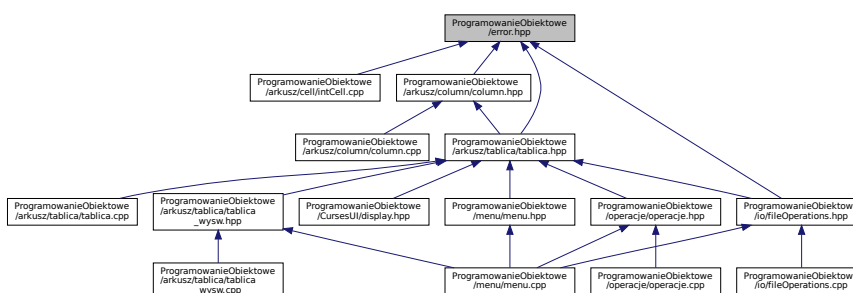 ProgramowanieObiektowe
/error.hpp
ProgramowanieObiektowe
/arkusz/cell/intCell.cpp
ProgramowanieObiektowe
/arkusz/column/column.hpp
ProgramowanieObiektowe
/arkusz/column/column.cpp
ProgramowanieObiektowe
/arkusz/tablica/tablica.hpp
ProgramowanieObiektowe
/arkusz/tablica/tablica.cpp
ProgramowanieObiektowe
/arkusz/tablica/tablica
_wysw.hpp
ProgramowanieObiektowe
/CursesUI/display.hpp
ProgramowanieObiektowe
/menu/menu.hpp
ProgramowanieObiektowe
/operacje/operacje.hpp
ProgramowanieObiektowe
/io/fileOperations.hpp
ProgramowanieObiektowe
/arkusz/tablica/tablica
_wysw.cpp
ProgramowanieObiektowe
/menu/menu.cpp
ProgramowanieObiektowe
/operacje/operacje.cpp
ProgramowanieObiektowe
/io/fileOperations.cpp